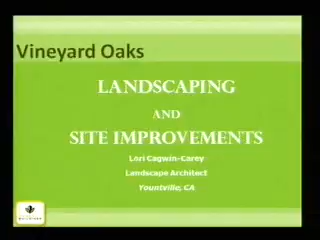 Vineyard Oaks
LANDSCAPING
AND
SITE IMPROVEMENTS
Lori Cagwin-Carey
Landscape Architect
Yountville, CA